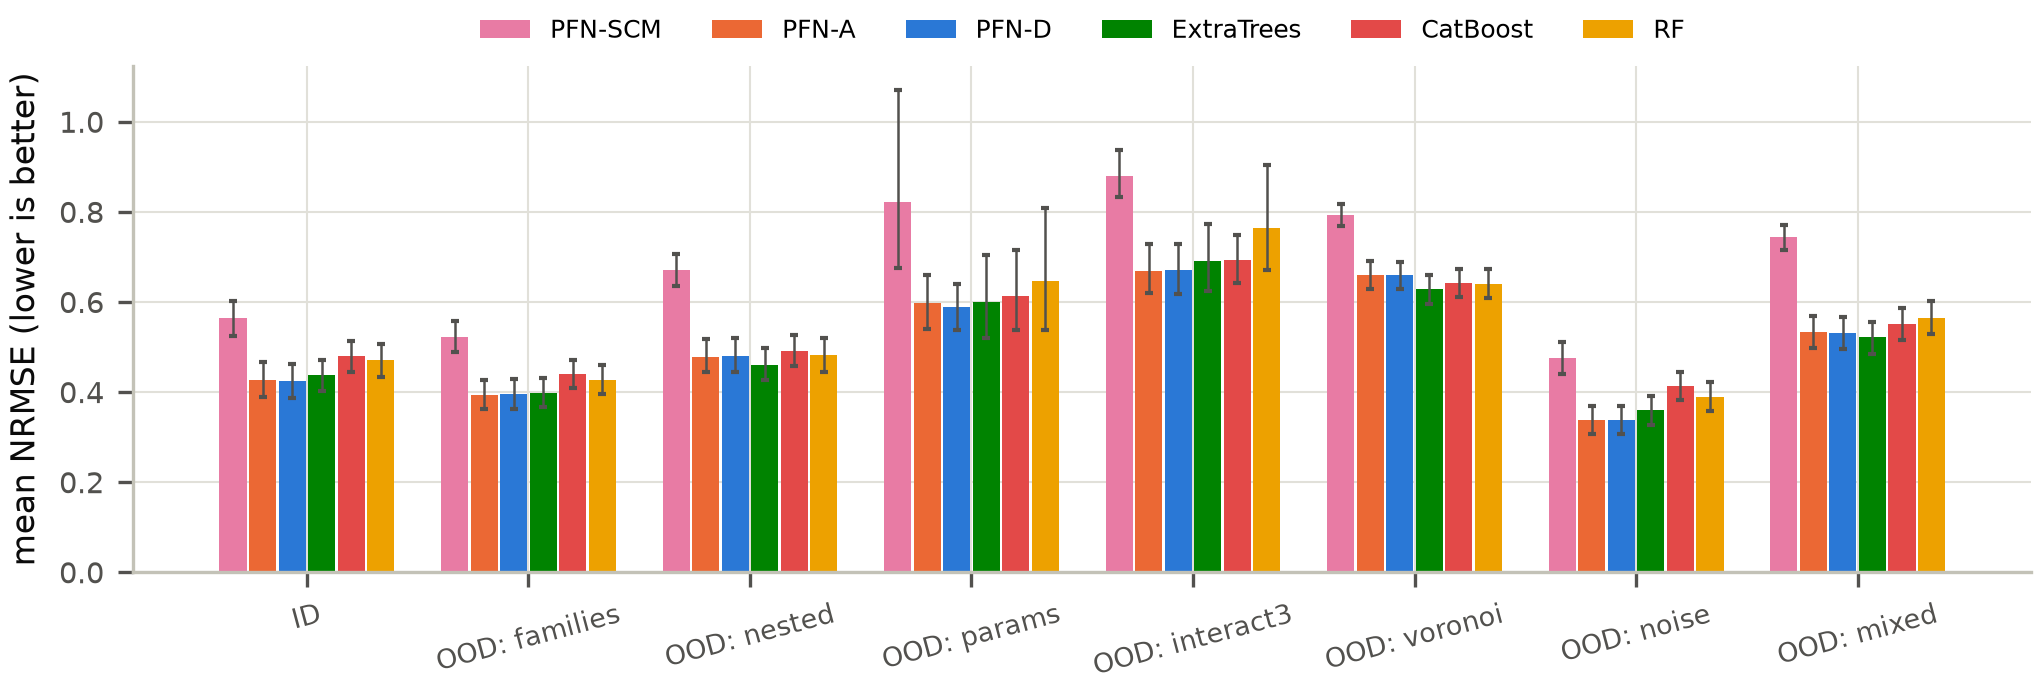 PFN-SCM PFN-A PFN-D ExtraTrees CatBoost RF
mean NRMSE (lower is better)
1.0
0.8
0.6
0.4
0.2
0.0
ID
OOD: families
OOD: nested
OOD: params
OOD: interact3
OOD: voronoi
OOD: noise
OOD: mixed